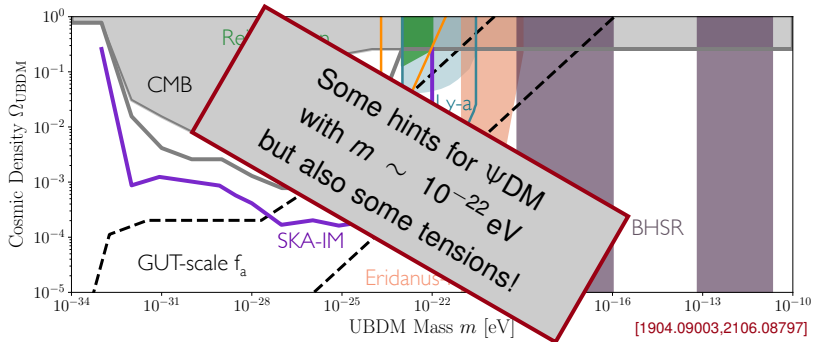 10⁰
10⁻¹
10⁻²
10⁻³
10⁻⁴
10⁻⁵
Cosmic Density Ω_UBDM
CMB
Ly-a
Some hints for ψDM
with m ∼ 10⁻²² eV
but also some tensions!
SKA-IM
BHSR
GUT-scale fₐ
Eridanus
10⁻³⁴
10⁻³¹
10⁻²⁸
10⁻²⁵
10⁻²²
10⁻¹⁶
10⁻¹³
10⁻¹⁰
UBDM Mass m [eV]
[1904.09003,2106.08797]